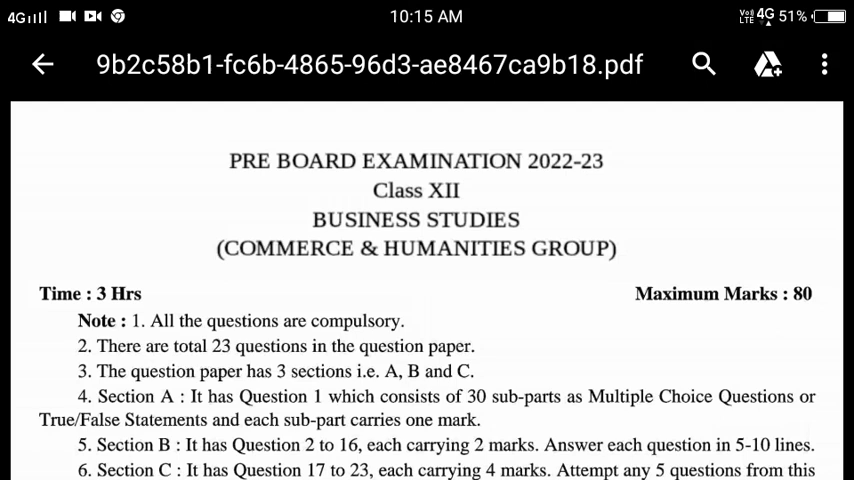 4G 10:15 AM Vo) LTE 4G 51%
9b2c58b1-fc6b-4865-96d3-ae8467ca9b18.pdf
PRE BOARD EXAMINATION 2022-23
Class XII
BUSINESS STUDIES
(COMMERCE & HUMANITIES GROUP)
Time : 3 Hrs Maximum Marks : 80
Note : 1. All the questions are compulsory.
2. There are total 23 questions in the question paper.
3. The question paper has 3 sections i.e. A, B and C.
4. Section A : It has Question 1 which consists of 30 sub-parts as Multiple Choice Questions or
True/False Statements and each sub-part carries one mark.
5. Section B : It has Question 2 to 16, each carrying 2 marks. Answer each question in 5-10 lines.
6. Section C : It has Question 17 to 23, each carrying 4 marks. Attempt any 5 questions from this